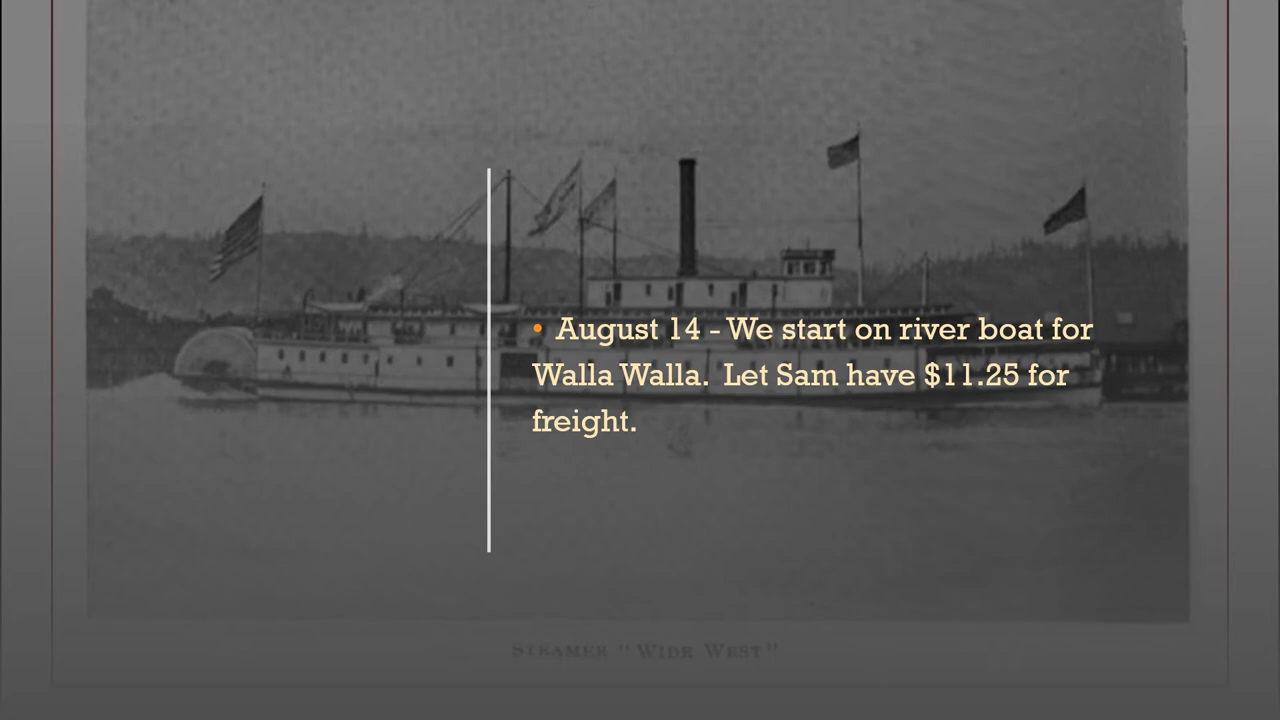 • August 14 - We start on river boat for
Walla Walla.  Let Sam have $11.25 for
freight.
STEAMER "WIDE WEST"